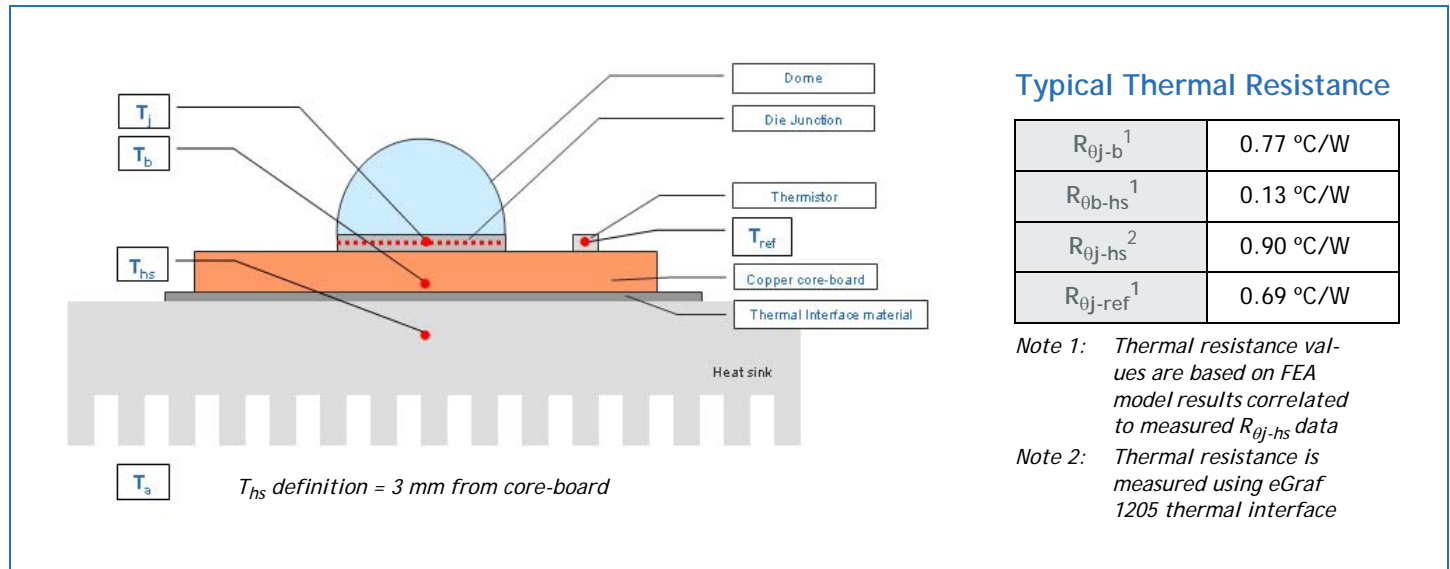 Dome
Die Junction
Tj
Tb
Thermistor
Tref
Ths
Copper core-board
Thermal Interface material
Heat sink
Ta
Ths definition = 3 mm from core-board
Typical Thermal Resistance
Rθj-b1 0.77 ºC/W
Rθb-hs1 0.13 ºC/W
Rθj-hs2 0.90 ºC/W
Rθj-ref1 0.69 ºC/W
Note 1: Thermal resistance val-
ues are based on FEA
model results correlated
to measured Rθj-hs data
Note 2: Thermal resistance is
measured using eGraf
1205 thermal interface